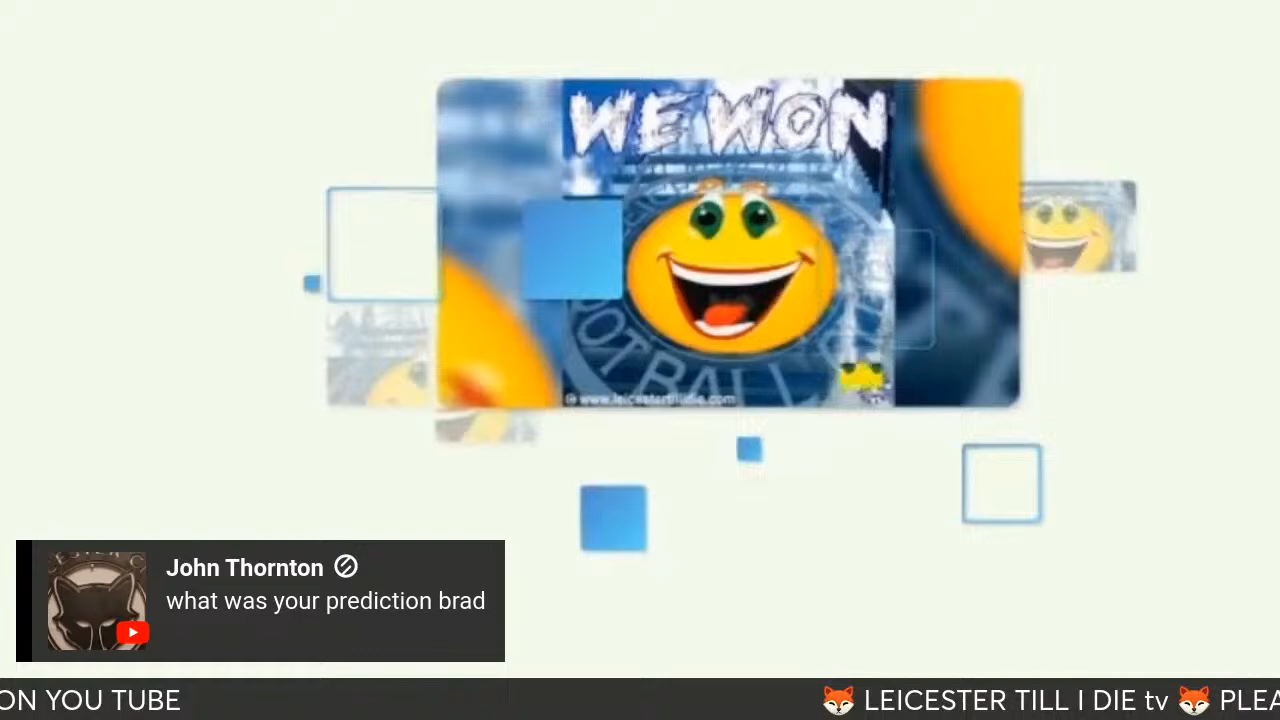 WE WON
FOOTBALL
© www.leicestertilldie.com
John Thornton
what was your prediction brad
ON YOU TUBE
🦊 LEICESTER TILL I DIE tv 🦊 PLEA